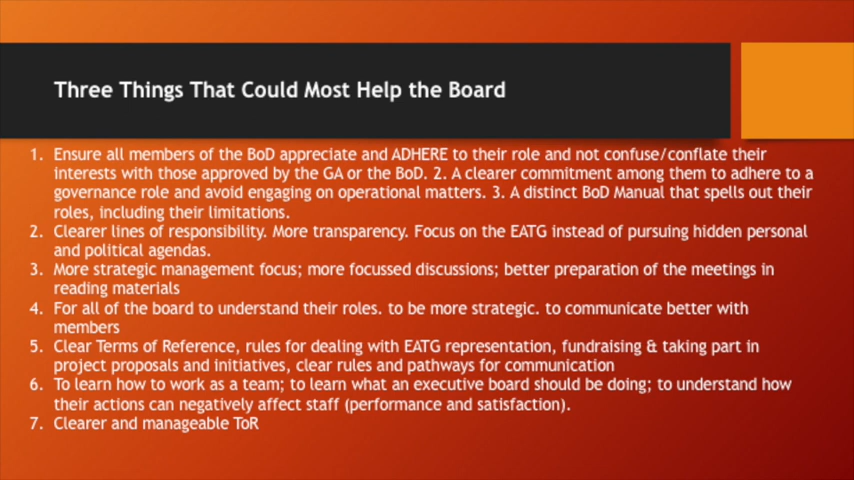 Three Things That Could Most Help the Board
1. Ensure all members of the BoD appreciate and ADHERE to their role and not confuse/conflate their
interests with those approved by the GA or the BoD. 2. A clearer commitment among them to adhere to a
governance role and avoid engaging on operational matters. 3. A distinct BoD Manual that spells out their
roles, including their limitations.
2. Clearer lines of responsibility. More transparency. Focus on the EATG instead of pursuing hidden personal
and political agendas.
3. More strategic management focus; more focussed discussions; better preparation of the meetings in
reading materials
4. For all of the board to understand their roles. to be more strategic. to communicate better with
members
5. Clear Terms of Reference, rules for dealing with EATG representation, fundraising & taking part in
project proposals and initiatives, clear rules and pathways for communication
6. To learn how to work as a team; to learn what an executive board should be doing; to understand how
their actions can negatively affect staff (performance and satisfaction).
7. Clearer and manageable ToR